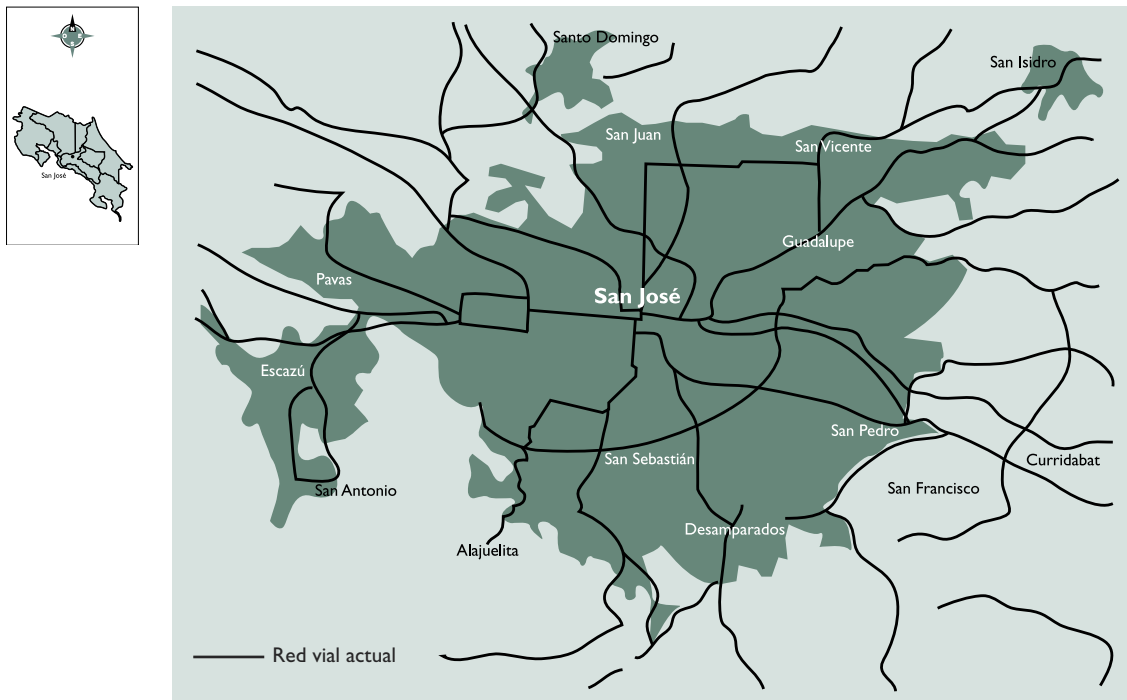 N
O
E
S
San José
Santo Domingo
San Isidro
San Juan
San Vicente
Guadalupe
Pavas
San José
Escazú
San Pedro
San Sebastián
Curridabat
San Antonio
San Francisco
Desamparados
Alajuelita
Red vial actual